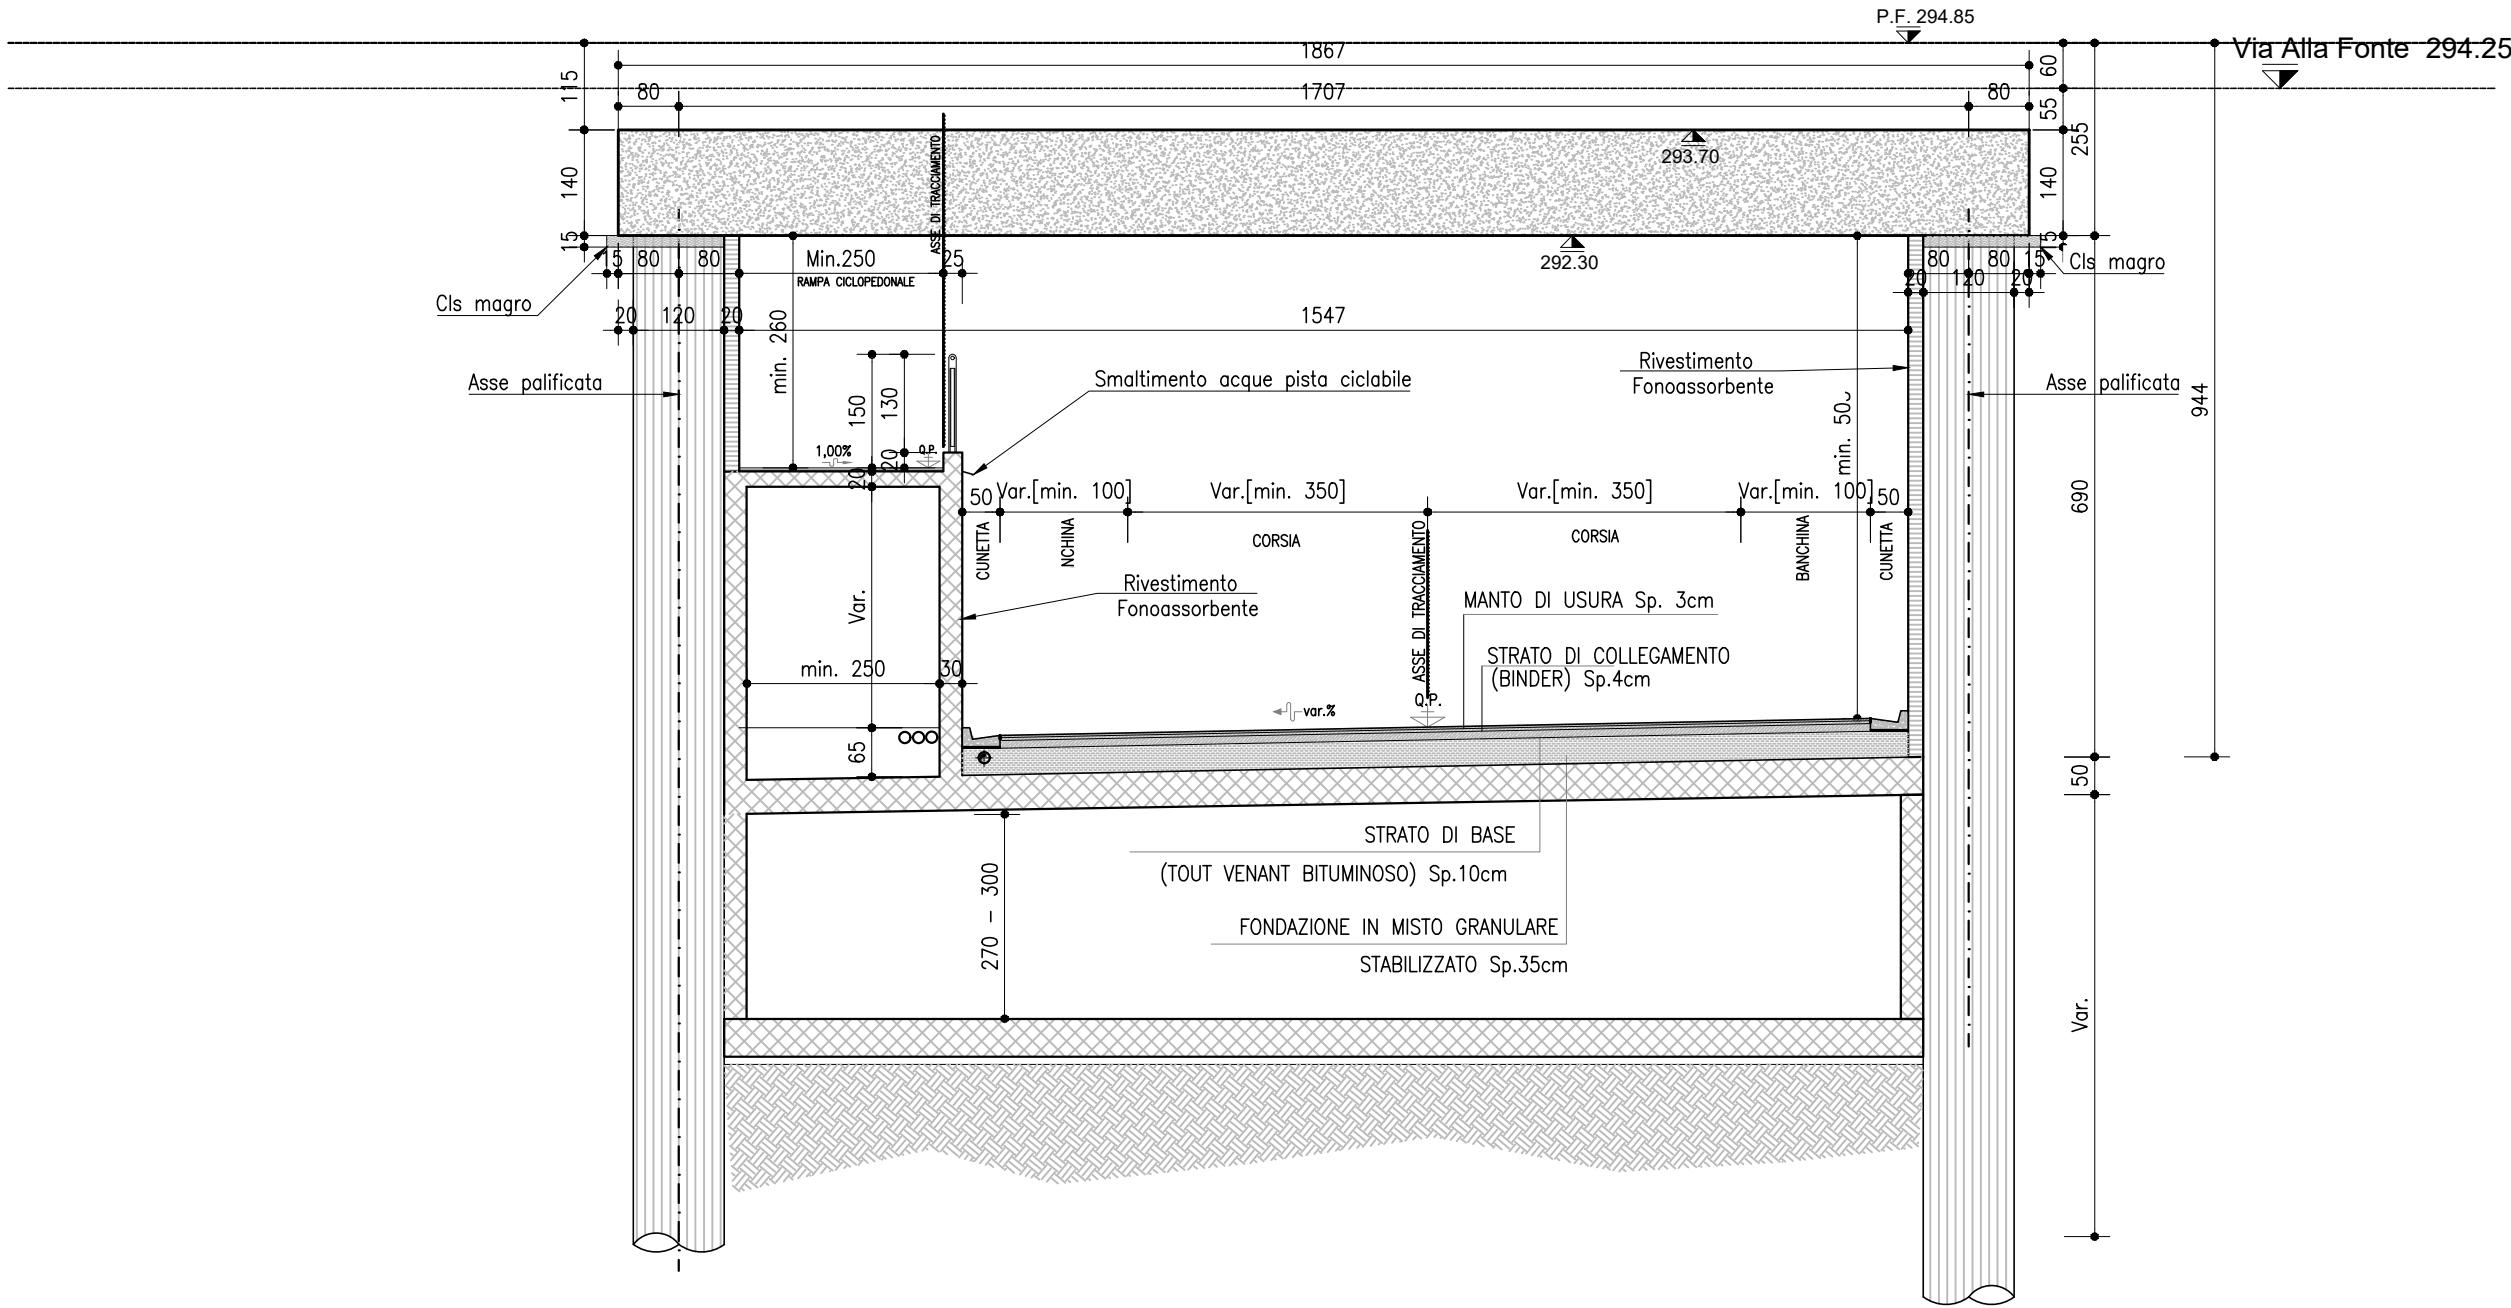 P.F. 294.85
Via Alla Fonte 294.25
1867
115
60
80
1707
80
55
255
ASSE DI TRACCIAMENTO
293.70
140
140
15
15
15 80 80
Min.250
25
RAMPA CICLOPEDONALE
292.30
80 80 15
20 120 20
Cls magro
Cls magro
20 120 20
1547
min. 260
Rivestimento
Fonoassorbente
Asse palificata
Smaltimento acque pista ciclabile
Asse palificata
150
130
944
1,00%
Q.P.
20
20
50
Var.[min. 100]
Var.[min. 350]
Var.[min. 350]
Var.[min. 100]
50
690
CUNETTA
NCHINA
CORSIA
ASSE DI TRACCIAMENTO
CORSIA
BANCHINA
CUNETTA
Rivestimento
Fonoassorbente
Var.
MANTO DI USURA Sp. 3cm
STRATO DI COLLEGAMENTO
(BINDER) Sp.4cm
min. 250
30
Q.P.
var.%
65
50
STRATO DI BASE
(TOUT VENANT BITUMINOSO) Sp.10cm
270 - 300
FONDAZIONE IN MISTO GRANULARE
STABILIZZATO Sp.35cm
Var.